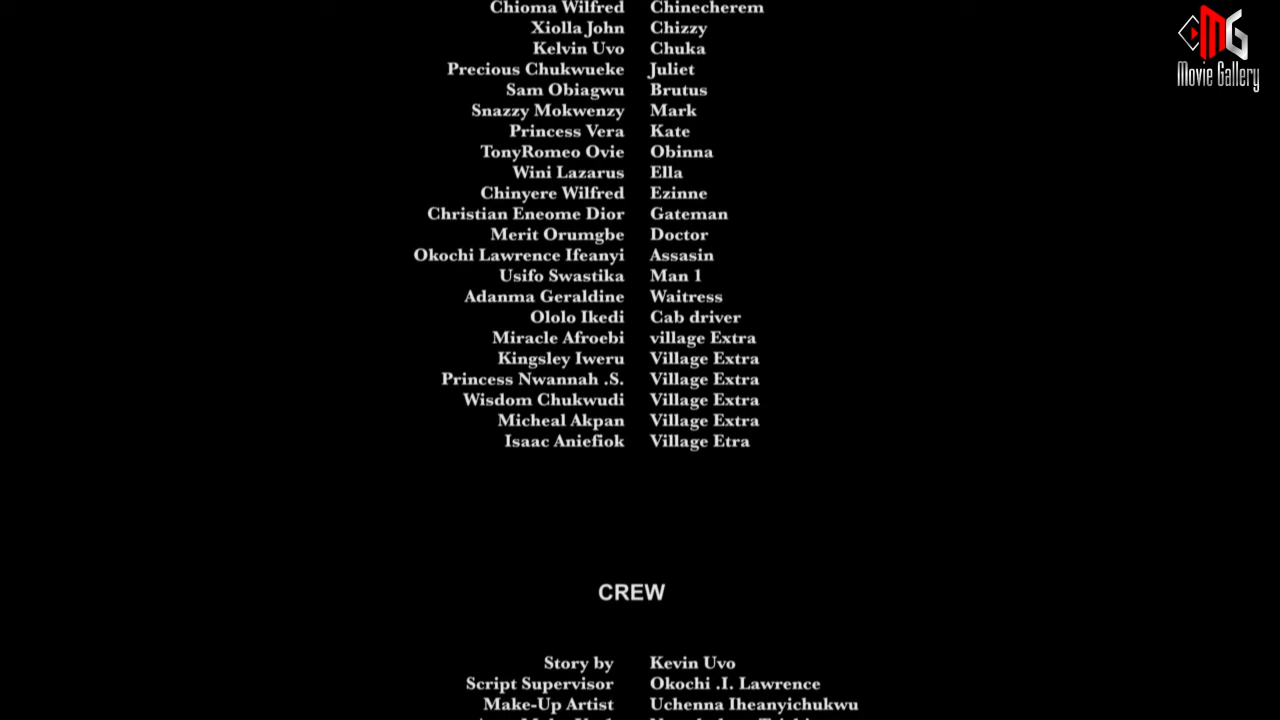 Chioma Wilfred Chinecherem
Xiolla John Chizzy
Kelvin Uvo Chuka
Precious Chukwueke Juliet
Sam Obiagwu Brutus
Snazzy Mokwenzy Mark
Princess Vera Kate
TonyRomeo Ovie Obinna
Wini Lazarus Ella
Chinyere Wilfred Ezinne
Christian Eneome Dior Gateman
Merit Orumgbe Doctor
Okochi Lawrence Ifeanyi Assasin
Usifo Swastika Man 1
Adanma Geraldine Waitress
Ololo Ikedi Cab driver
Miracle Afroebi village Extra
Kingsley Iweru Village Extra
Princess Nwannah .S. Village Extra
Wisdom Chukwudi Village Extra
Micheal Akpan Village Extra
Isaac Aniefiok Village Etra
CREW
Story by Kevin Uvo
Script Supervisor Okochi .I. Lawrence
Make-Up Artist Uchenna Iheanyichukwu
MG
Movie Gallery